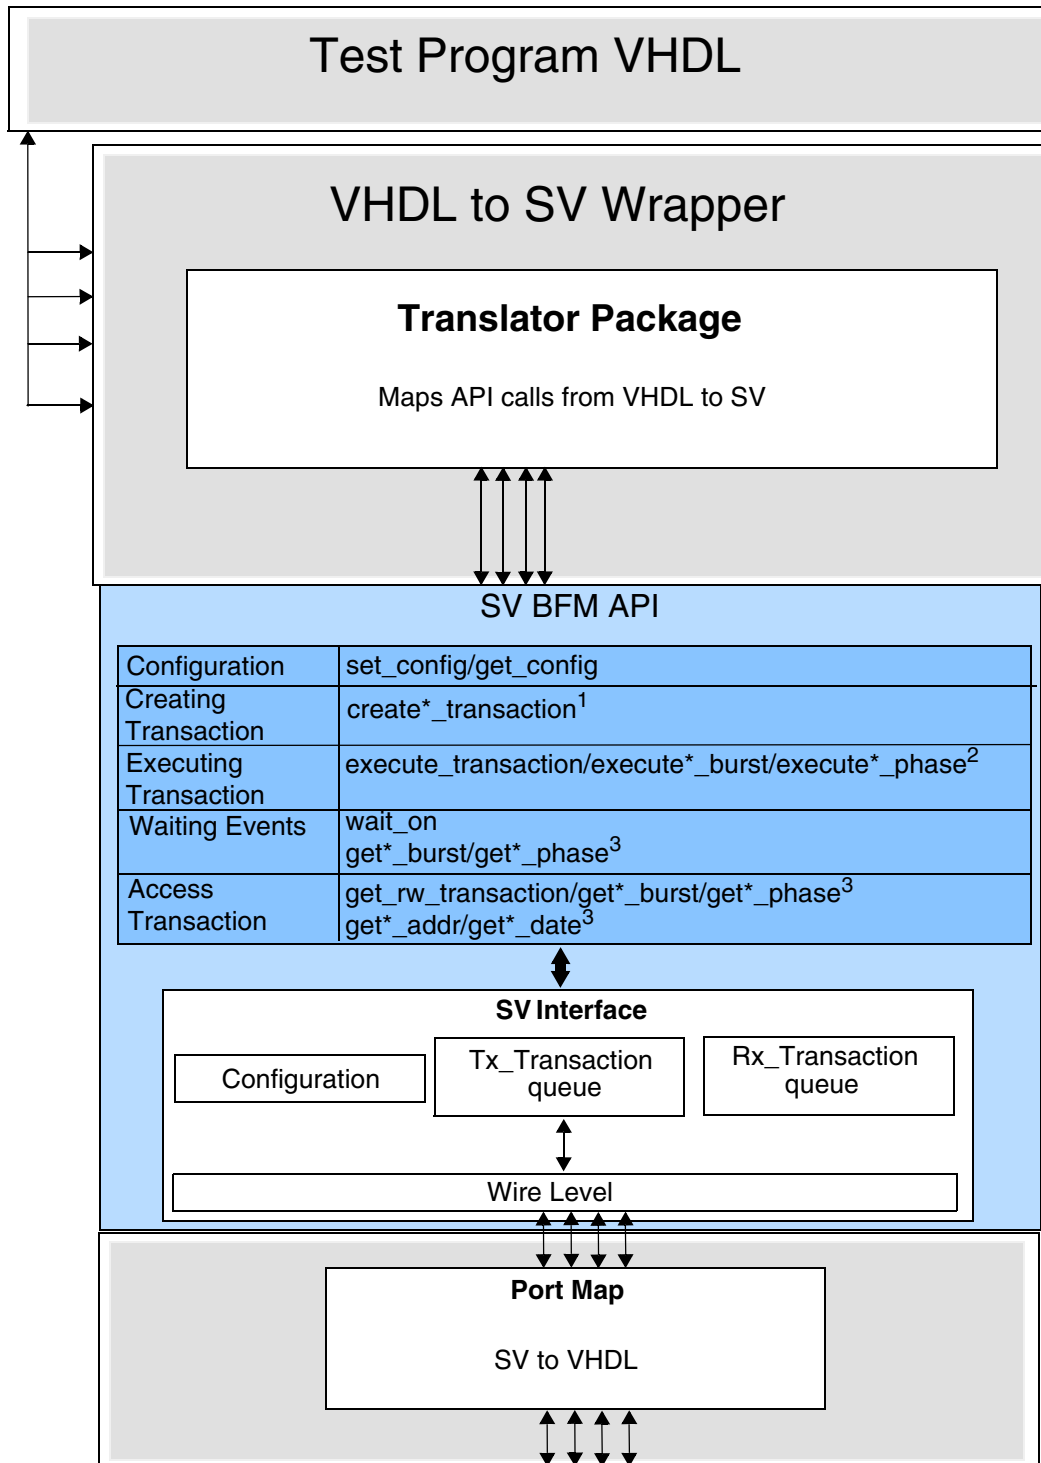 Test Program VHDL
VHDL to SV Wrapper
Translator Package
Maps API calls from VHDL to SV
SV BFM API
Configuration set_config/get_config
Creating
Transaction create*_transaction1
Executing
Transaction execute_transaction/execute*_burst/execute*_phase2
Waiting Events wait_on
get*_burst/get*_phase3
Access
Transaction get_rw_transaction/get*_burst/get*_phase3
get*_addr/get*_date3
SV Interface
Configuration
Tx_Transaction
queue
Rx_Transaction
queue
Wire Level
Port Map
SV to VHDL